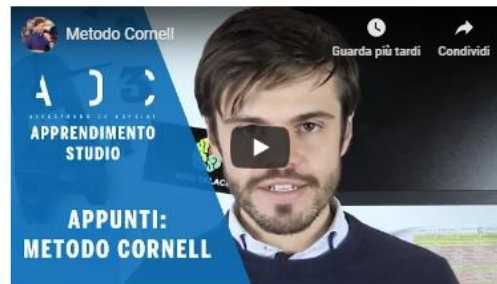 Metodo Cornell
Guarda più tardi
Condividi
APPRENDIMENTO
STUDIO
APPUNTI:
METODO CORNELL